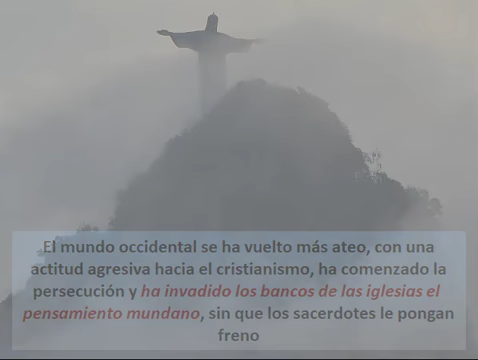 El mundo occidental se ha vuelto más ateo, con una
actitud agresiva hacia el cristianismo, ha comenzado la
persecución y ha invadido los bancos de las iglesias el
pensamiento mundano, sin que los sacerdotes le pongan
freno